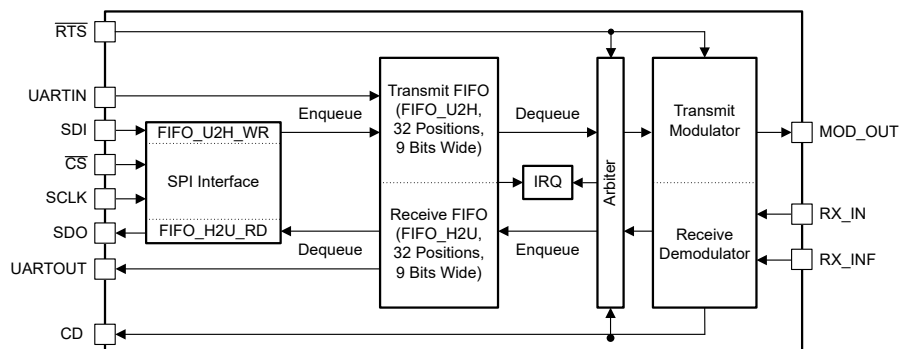 RTS
UARTIN
SDI
CS
SCLK
SDO
UARTOUT
CD
FIFO_U2H_WR
SPI Interface
FIFO_H2U_RD
Enqueue
Dequeue
Transmit FIFO
(FIFO_U2H,
32 Positions,
9 Bits Wide)
Receive FIFO
(FIFO_H2U,
32 Positions,
9 Bits Wide)
Dequeue
IRQ
Enqueue
Arbiter
Transmit
Modulator
Receive
Demodulator
MOD_OUT
RX_IN
RX_INF